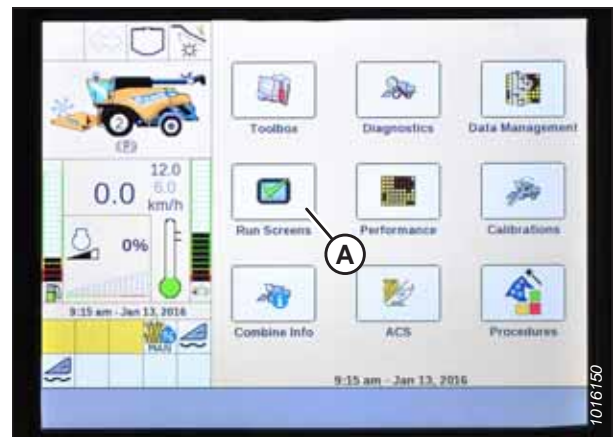 2
(P)
12.0
6.0
0.0
km/h
0%
9:15 am - Jan 13, 2016
MAN
Toolbox
Diagnostics
Data Management
Run Screens
Performance
Calibrations
A
Combine Info
ACS
Procedures
9:15 am - Jan 13, 2016
1016150